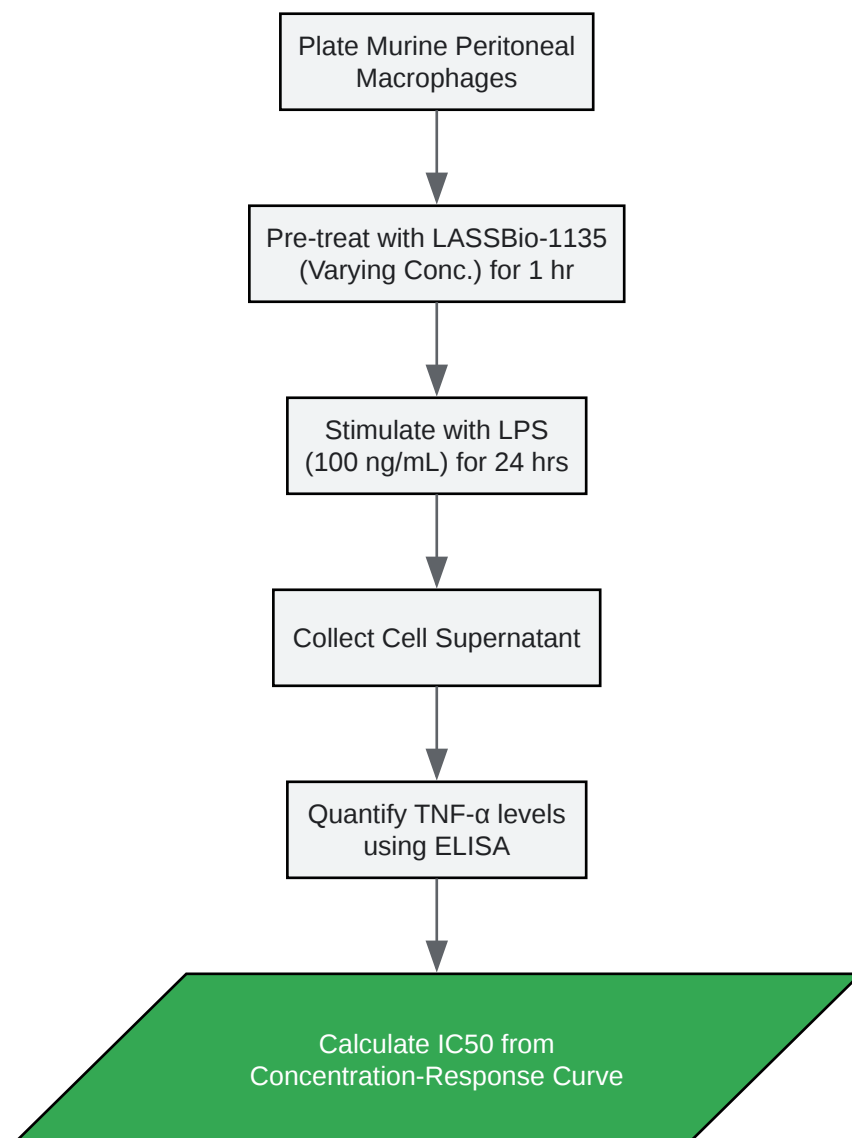 Plate Murine Peritoneal
Macrophages
Pre-treat with LASSBio-1135
(Varying Conc.) for 1 hr
Stimulate with LPS
(100 ng/mL) for 24 hrs
Collect Cell Supernatant
Quantify TNF-α levels
using ELISA
Calculate IC50 from
Concentration-Response Curve